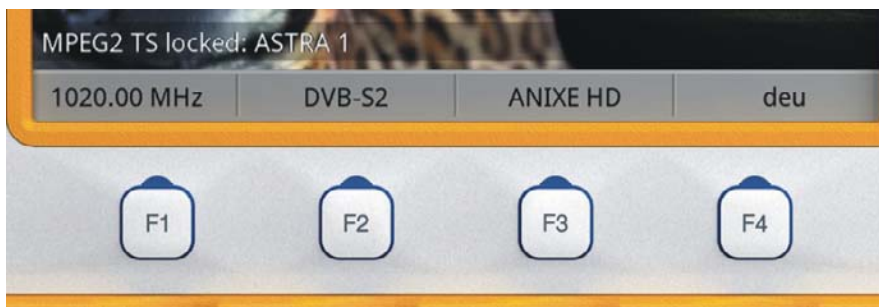 MPEG2 TS locked: ASTRA 1
1020.00 MHz DVB-S2 ANIXE HD deu
F1 F2 F3 F4